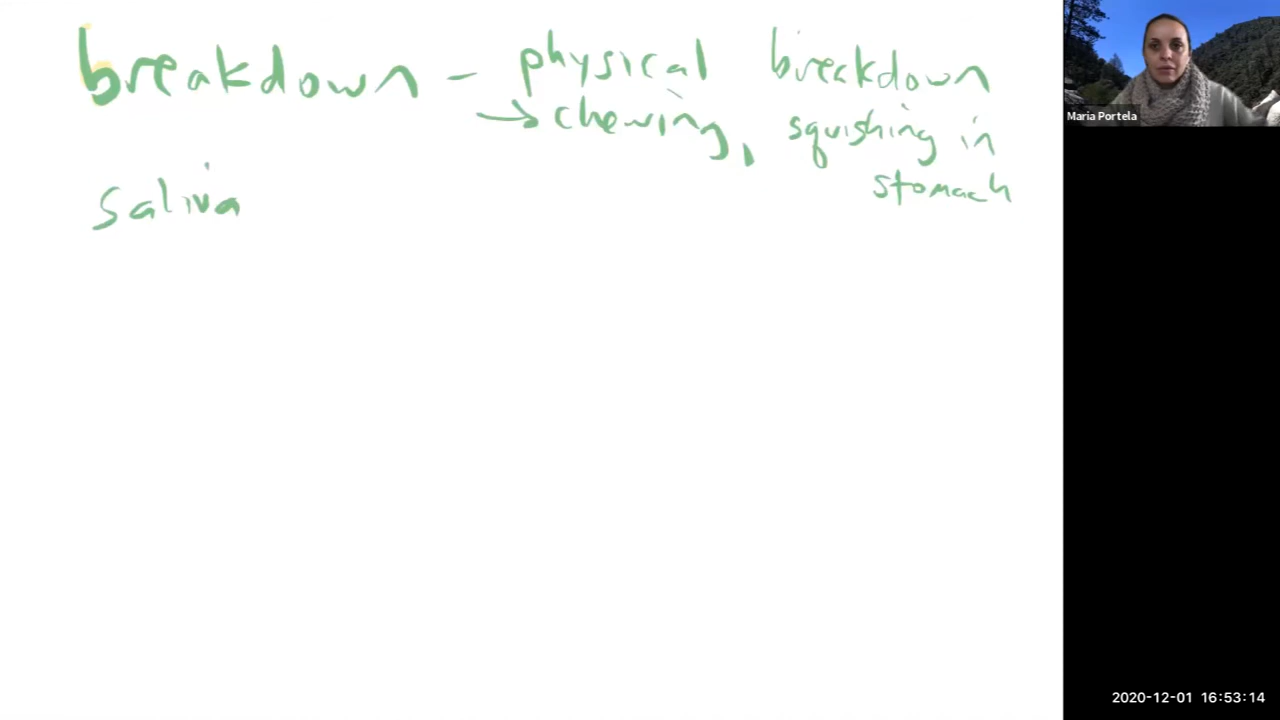 breakdown - physical breakdown
→ chewing, squishing in
stomach
saliva
Maria Portela
2020-12-01 16:53:14